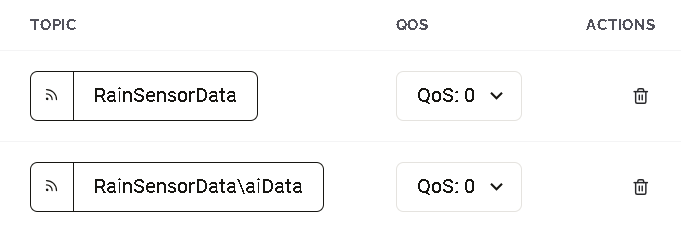 TOPIC QOS ACTIONS
RainSensorData QoS: 0
RainSensorData\aiData QoS: 0